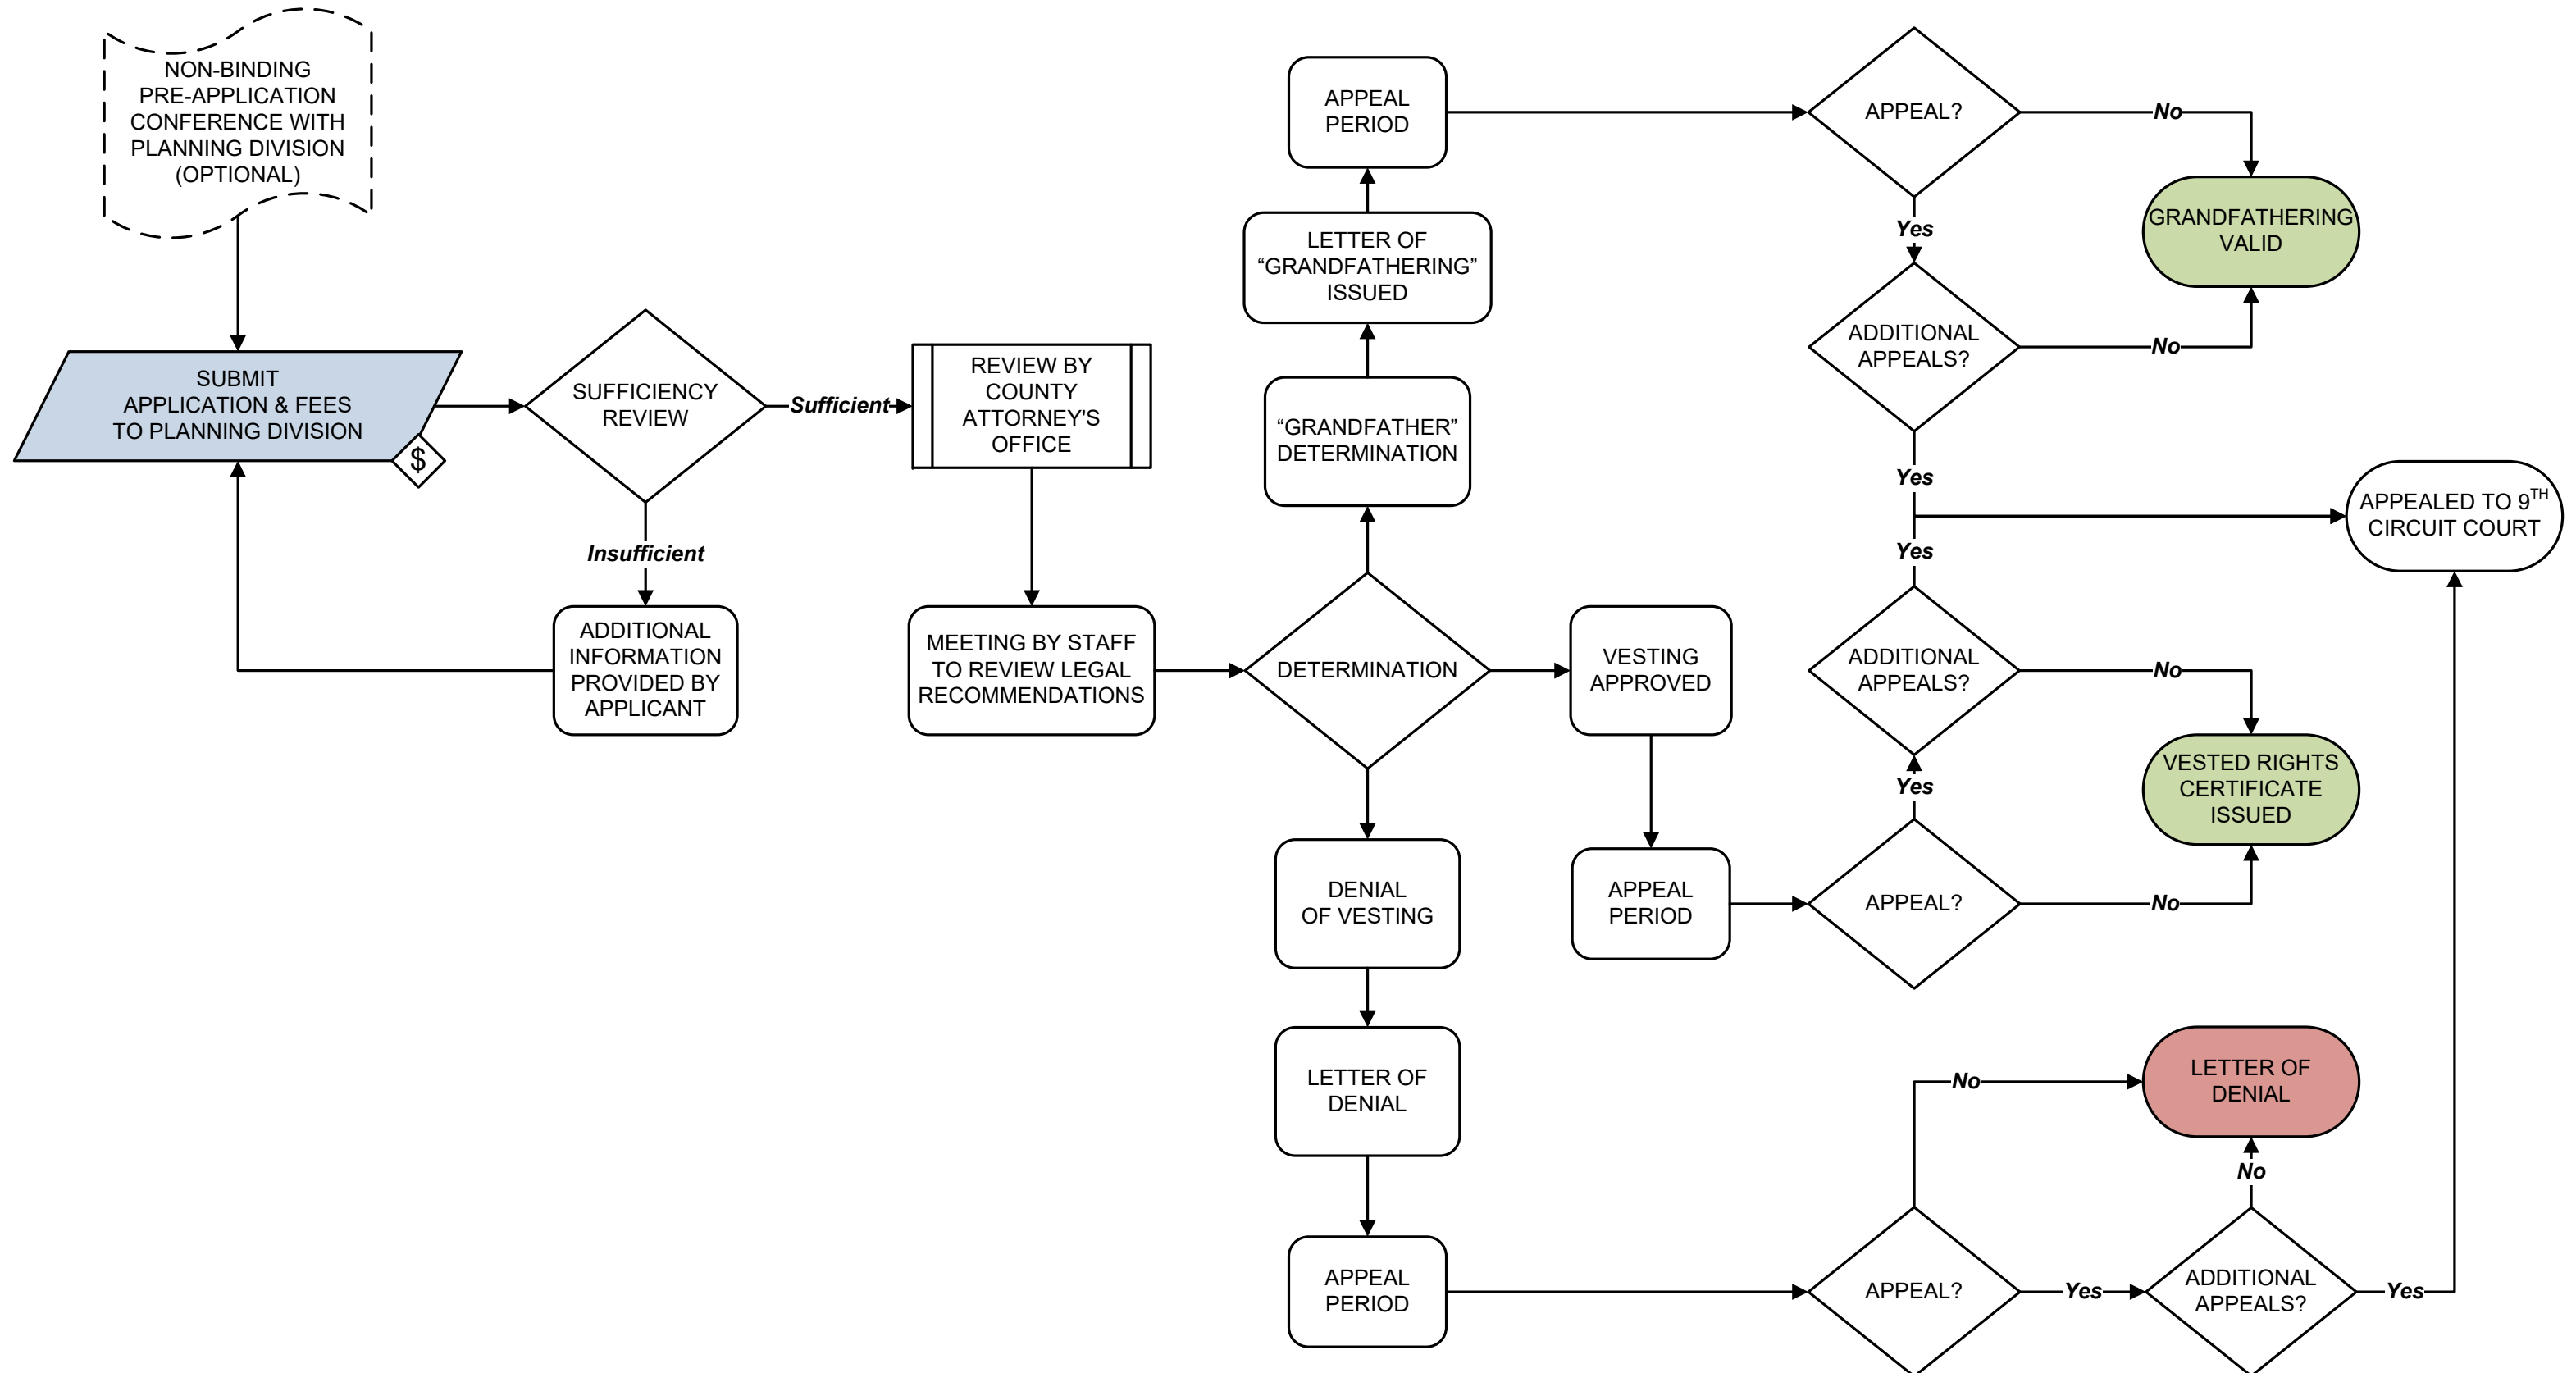 NON-BINDING
PRE-APPLICATION
CONFERENCE WITH
PLANNING DIVISION
(OPTIONAL)
SUBMIT
APPLICATION & FEES
TO PLANNING DIVISION
$
SUFFICIENCY
REVIEW
Sufficient
Insufficient
ADDITIONAL
INFORMATION
PROVIDED BY
APPLICANT
REVIEW BY
COUNTY
ATTORNEY'S
OFFICE
MEETING BY STAFF
TO REVIEW LEGAL
RECOMMENDATIONS
DETERMINATION
“GRANDFATHER”
DETERMINATION
LETTER OF
“GRANDFATHERING”
ISSUED
APPEAL
PERIOD
APPEAL?
No
GRANDFATHERING
VALID
Yes
ADDITIONAL
APPEALS?
No
Yes
APPEALED TO 9TH
CIRCUIT COURT
Yes
VESTING
APPROVED
ADDITIONAL
APPEALS?
No
VESTED RIGHTS
CERTIFICATE
ISSUED
Yes
APPEAL
PERIOD
APPEAL?
No
DENIAL
OF VESTING
LETTER OF
DENIAL
APPEAL
PERIOD
APPEAL?
No
LETTER OF
DENIAL
No
Yes
ADDITIONAL
APPEALS?
Yes